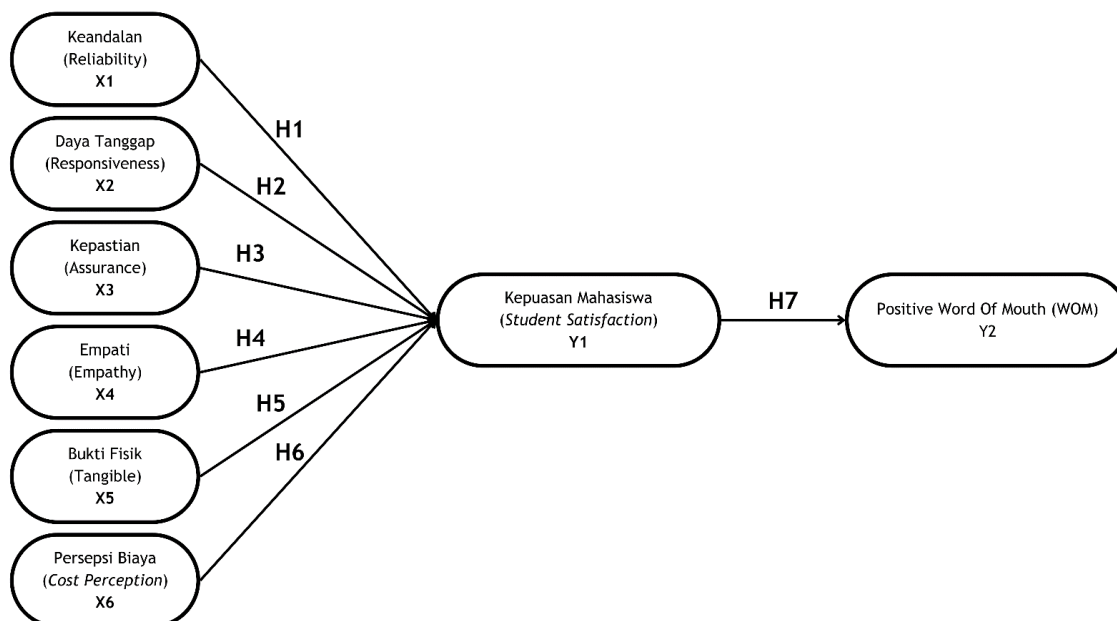 Keandalan
(Reliability)
X1
H1
Daya Tanggap
(Responsiveness)
X2
H2
Kepastian
(Assurance)
X3
H3
Empati
(Empathy)
X4
H4
Bukti Fisik
(Tangible)
X5
H5
Persepsi Biaya
(Cost Perception)
X6
H6
Kepuasan Mahasiswa
(Student Satisfaction)
Y1
H7
Positive Word Of Mouth (WOM)
Y2